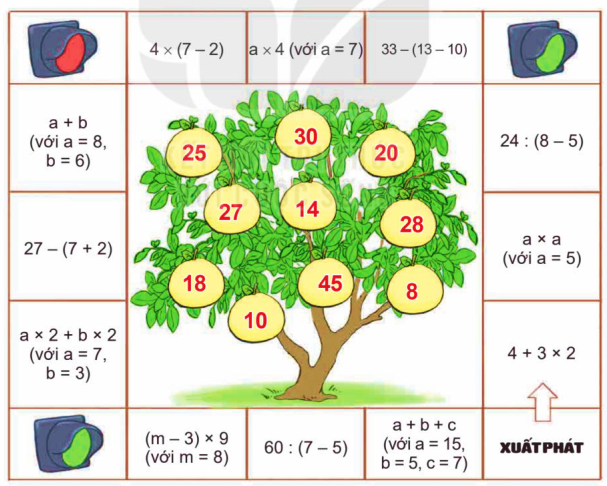 4 × (7 – 2)
a × 4 (với a = 7)
33 – (13 – 10)
a + b
(với a = 8,
b = 6)
24 : (8 – 5)
25
30
20
27
14
28
27 – (7 + 2)
a × a
(với a = 5)
18
45
8
10
a × 2 + b × 2
(với a = 7,
b = 3)
4 + 3 × 2
(m – 3) × 9
(với m = 8)
60 : (7 – 5)
a + b + c
(với a = 15,
b = 5, c = 7)
XUẤT PHÁT